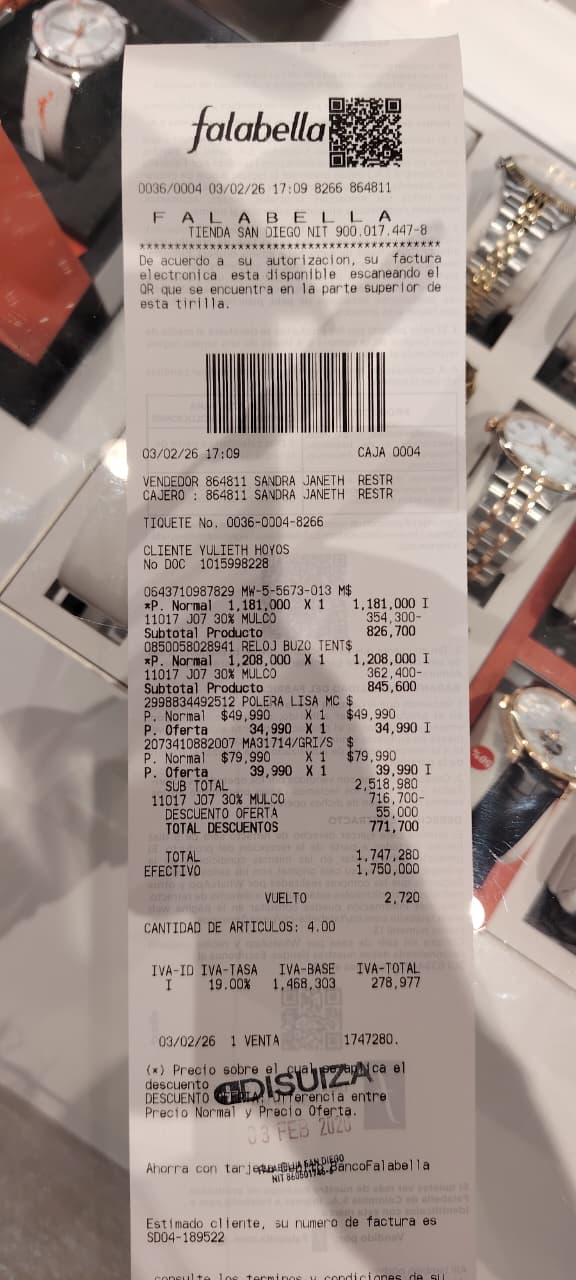 falabella
0036/0004 03/02/26 17:09 8266 864811
F A L A B E L L A
TIENDA SAN DIEGO NIT 900.017.447-8
****************************************
De acuerdo a su autorizacion, su factura
electronica esta disponible escaneando el
QR que se encuentra en la parte superior de
esta tirilla.
03/02/26 17:09 CAJA 0004
VENDEDOR 864811 SANDRA JANETH RESTR
CAJERO : 864811 SANDRA JANETH RESTR
TIQUETE No. 0036-0004-8266
CLIENTE YULIETH HOYOS
No DOC 1015998228
0643710987829 MW-5-5673-013 M$
*P. Normal 1,181,000 X 1 1,181,000 I
11017 J07 30% MULCO 354,300-
Subtotal Producto 826,700
0850058028941 RELOJ BUZO TENT$
*P. Normal 1,208,000 X 1 1,208,000 I
11017 J07 30% MULCO 362,400-
Subtotal Producto 845,600
2998834492512 POLERA LISA MC $
P. Normal $49,990 X 1 $49,990
P. Oferta 34,990 X 1 34,990 I
2073410882007 MA31714/GRI/S $
P. Normal $79,990 X 1 $79,990
P. Oferta 39,990 X 1 39,990 I
SUB TOTAL 2,518,980
11017 J07 30% MULCO 716,700-
DESCUENTO OFERTA 55,000
TOTAL DESCUENTOS 771,700
TOTAL 1,747,280
EFECTIVO 1,750,000
VUELTO 2,720
CANTIDAD DE ARTICULOS: 4.00
IVA-ID IVA-TASA IVA-BASE IVA-TOTAL
I 19.00% 1,468,303 278,977
03/02/26 1 VENTA 1747280.
(*) Precio sobre el cual se aplica el
descuento
DISUIZA
DESCUENTO OFERTA: Diferencia entre
Precio Normal y Precio Oferta.
03 FEB 2026
Ahorra con BancoFalabella
SAN DIEGO
Estimado cliente, su numero de factura es
SD04-189522
consulte los terminos y condiciones de su